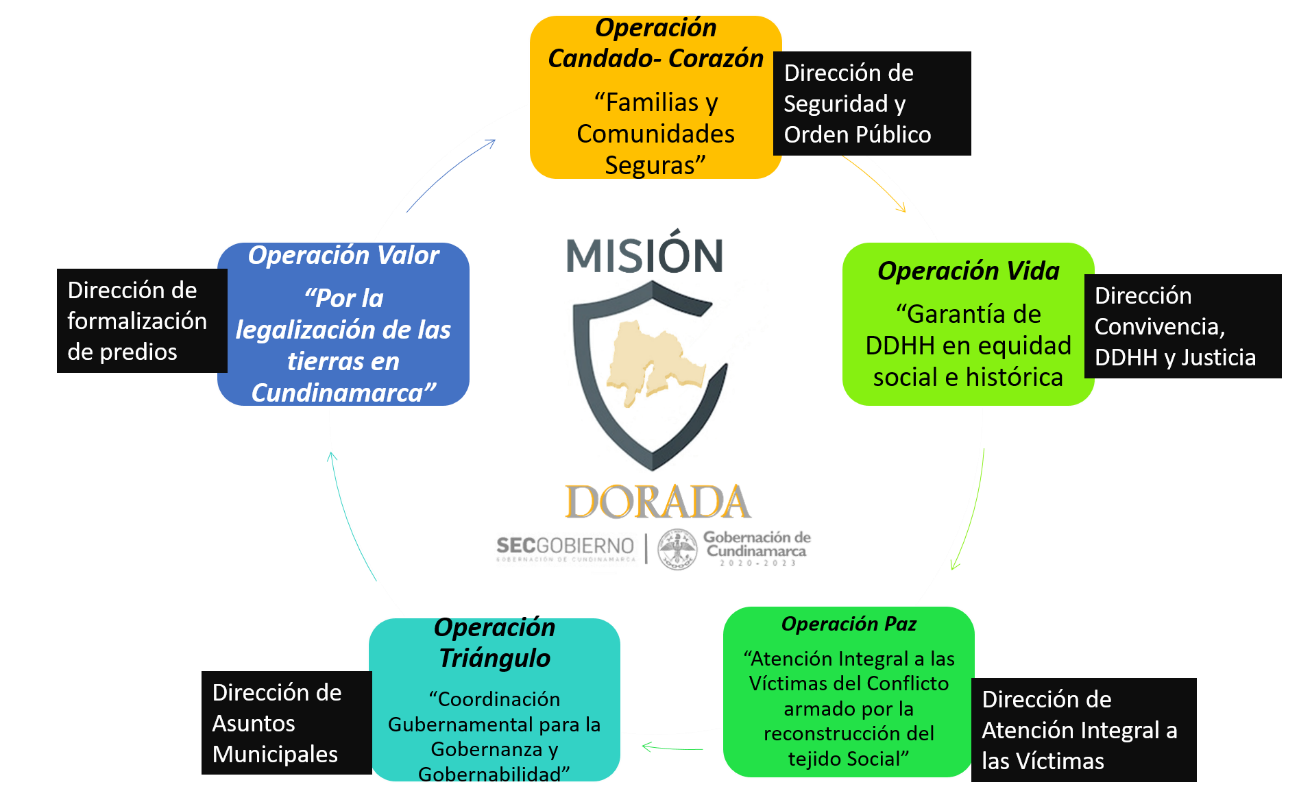 Operación
Candado- Corazón
“Familias y
Comunidades
Seguras”
Dirección de
Seguridad y
Orden Público
Operación Vida
“Garantía de
DDHH en equidad
social e histórica
Dirección
Convivencia,
DDHH y Justicia
Operación Paz
“Atención Integral a las
Víctimas del Conflicto
armado por la
reconstrucción del
tejido Social”
Dirección de
Atención Integral a
las Víctimas
Operación
Triángulo
“Coordinación
Gubernamental para la
Gobernanza y
Gobernabilidad”
Dirección de
Asuntos
Municipales
Operación Valor
“Por la
legalización de las
tierras en
Cundinamarca”
Dirección de
formalización
de predios
MISIÓN
DORADA
SECGOBIERNO
GOBERNACIÓN DE CUNDINAMARCA
Gobernación de
Cundinamarca
2020-2023